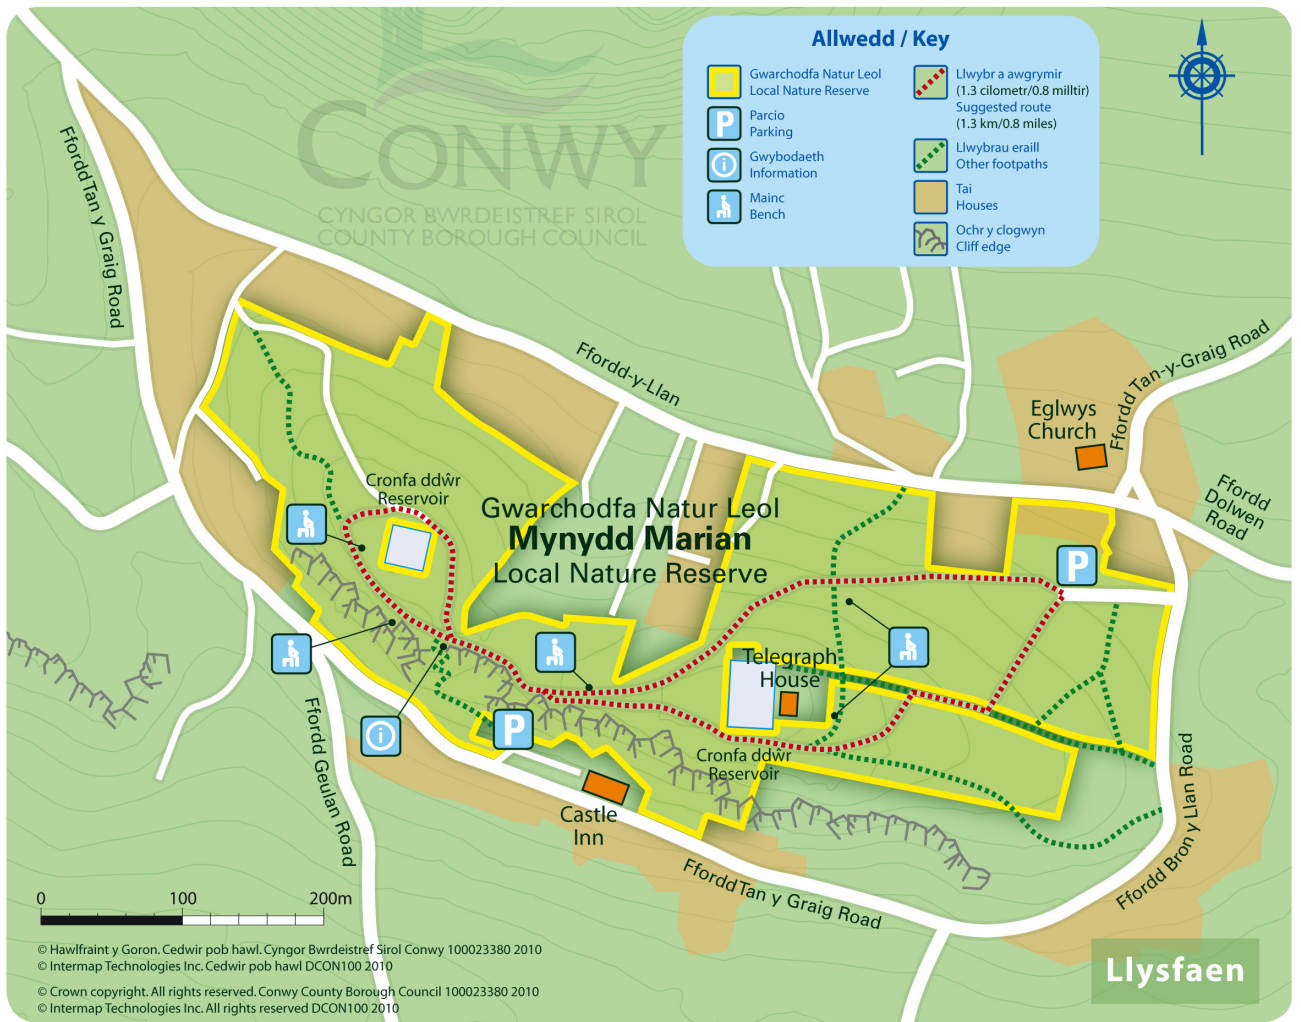 CONWY
CYNGOR BWRDEISTREF SIROL
COUNTY BOROUGH COUNCIL
Allwedd / Key
Gwarchodfa Natur Leol
Local Nature Reserve
P
Parcio
Parking
i
Gwybodaeth
Information
Mainc
Bench
Llwybr a awgrymir
(1.3 cilometr/0.8 milltir)
Suggested route
(1.3 km/0.8 miles)
Llwybrau eraill
Other footpaths
Tai
Houses
Ochr y clogwyn
Cliff edge
Ffordd Tan y Graig Road
Ffordd-y-Llan
Ffordd Tan-y-Graig Road
Eglwys
Church
Ffordd
Dolwen
Road
Cronfa ddŵr
Reservoir
Gwarchodfa Natur Leol
Mynydd Marian
Local Nature Reserve
P
Telegraph
House
i
P
Cronfa ddŵr
Reservoir
Castle
Inn
Ffordd Geulan Road
Ffordd Tan y Graig Road
Ffordd Bron y Llan Road
0 100 200m
© Hawlfraint y Goron. Cedwir pob hawl. Cyngor Bwrdeistref Sirol Conwy 100023380 2010
© Intermap Technologies Inc. Cedwir pob hawl DCON100 2010
© Crown copyright. All rights reserved. Conwy County Borough Council 100023380 2010
© Intermap Technologies Inc. All rights reserved DCON100 2010
Llysfaen